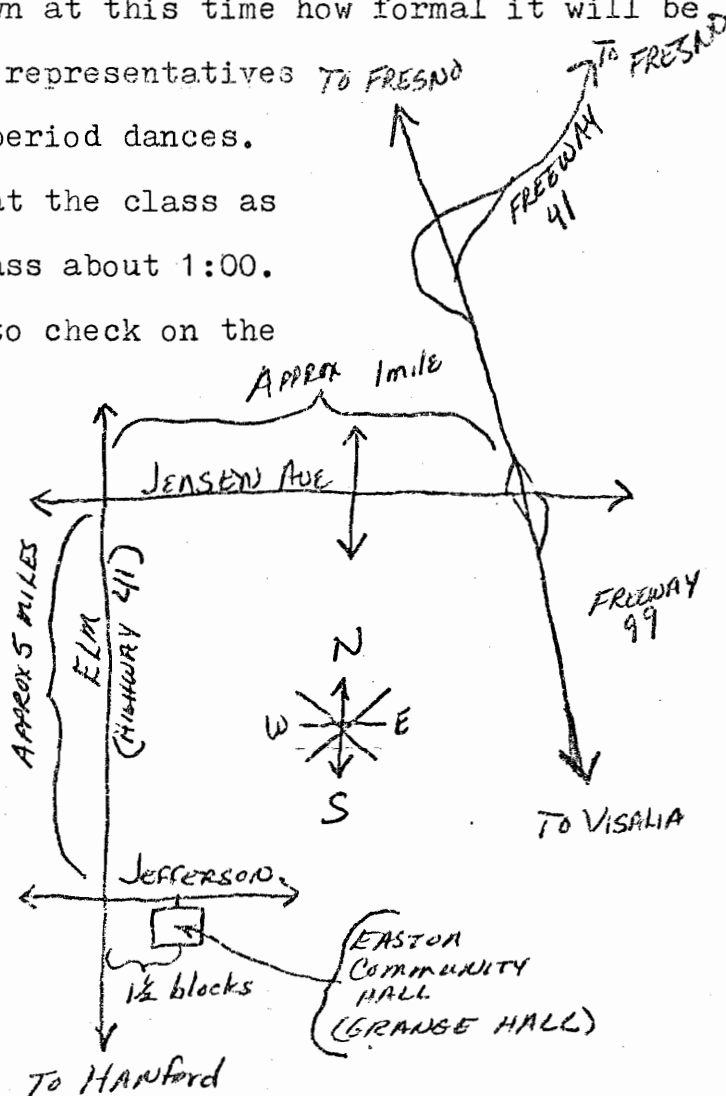 wn at this time how formal it will be.
representatives
period dances.
at the class as
ass about 1:00.
to check on the
TO FRESNO
TO FRESNO
FREEWAY
41
APPROX 1 mile
JENSEN AVE
APPROX 5 MILES
ELM
(HIGHWAY 41)
FREEWAY
99
N
W E
S
TO VISALIA
JEFFERSON.
1½ blocks
EASTON
COMMUNITY
HALL
(GRANGE HALL)
TO HANford